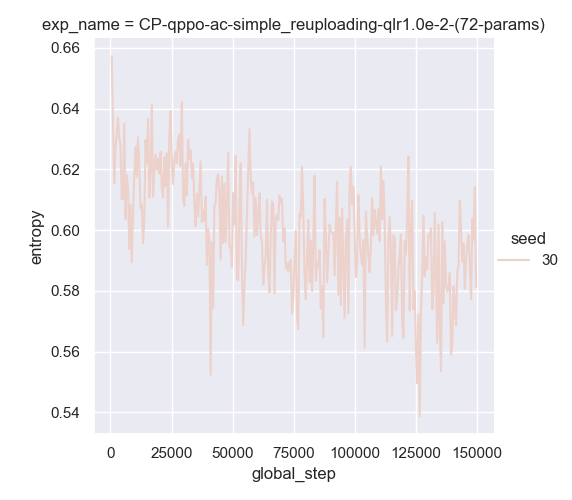 exp_name = CP-qppo-ac-simple_reuploading-qlr1.0e-2-(72-params)
0.66
0.64
0.62
0.60
0.58
0.56
0.54
entropy
seed
30
0 25000 50000 75000 100000 125000 150000
global_step